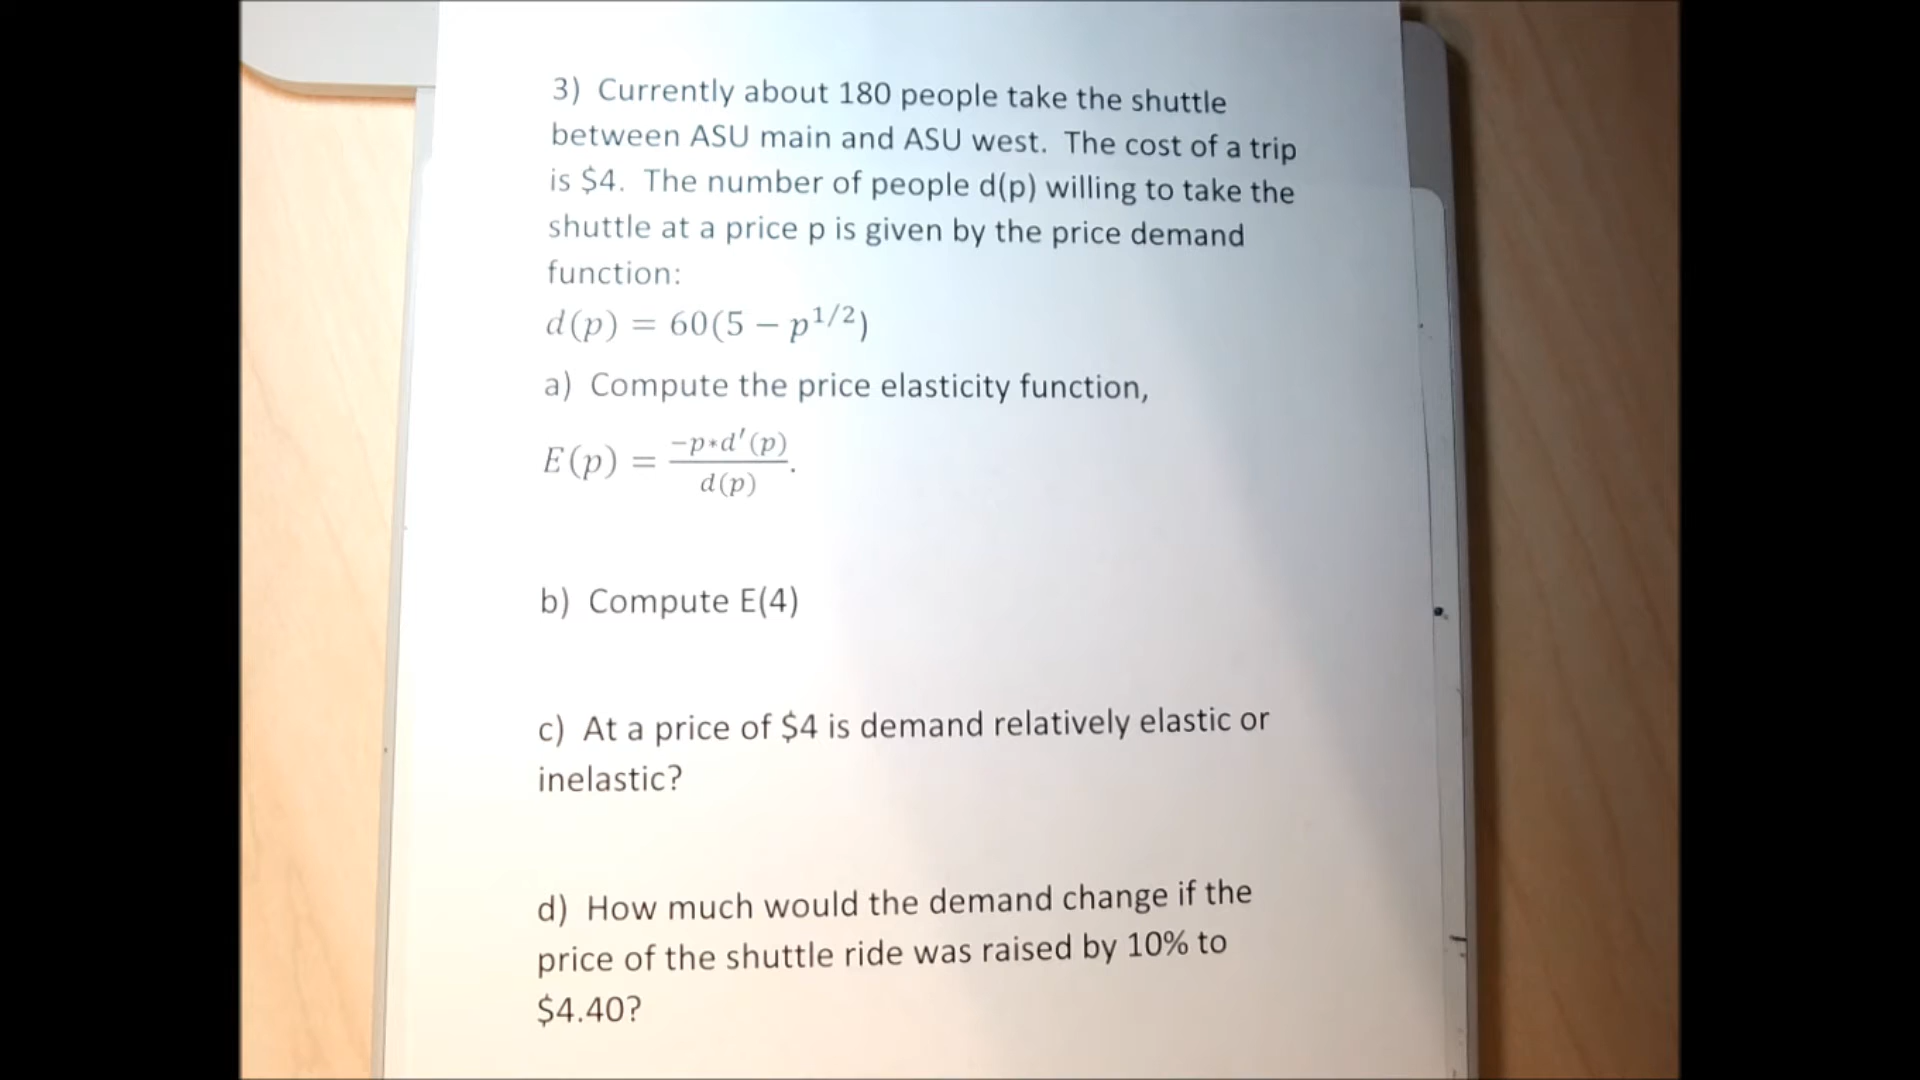 3) Currently about 180 people take the shuttle
between ASU main and ASU west. The cost of a trip
is $4. The number of people d(p) willing to take the
shuttle at a price p is given by the price demand
function:
d(p) = 60(5 − p^{1/2})
a) Compute the price elasticity function,
E(p) = \frac{−p*d′(p)}{d(p)}.
b) Compute E(4)
c) At a price of $4 is demand relatively elastic or
inelastic?
d) How much would the demand change if the
price of the shuttle ride was raised by 10% to
$4.40?